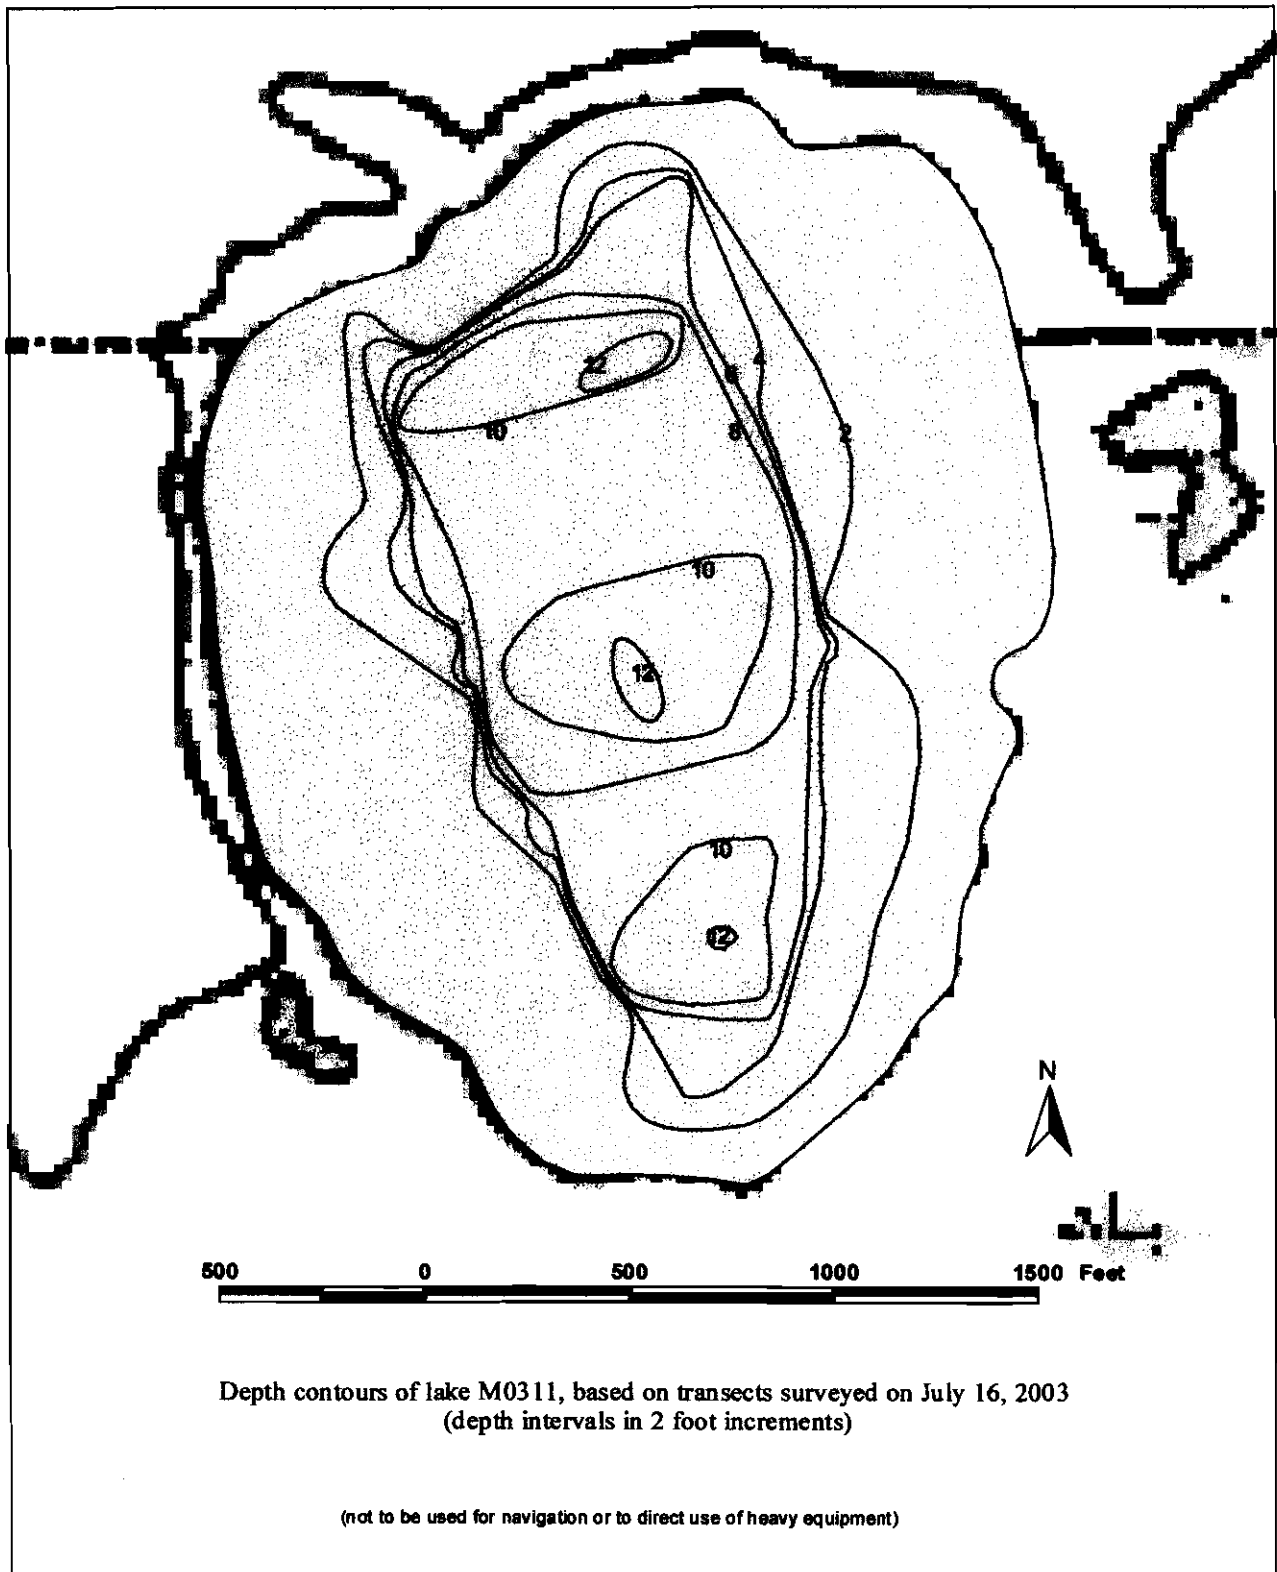 12
4
6
10
8
2
10
12
10
12
N
500 0 500 1000 1500 Feet
Depth contours of lake M0311, based on transects surveyed on July 16, 2003
(depth intervals in 2 foot increments)
(not to be used for navigation or to direct use of heavy equipment)